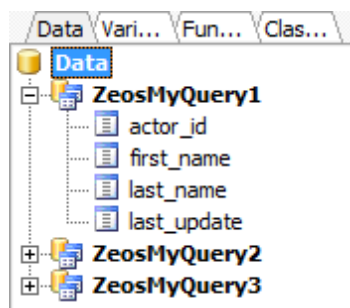 Data Vari... Fun... Clas...
Data
ZeosMyQuery1
actor_id
first_name
last_name
last_update
ZeosMyQuery2
ZeosMyQuery3